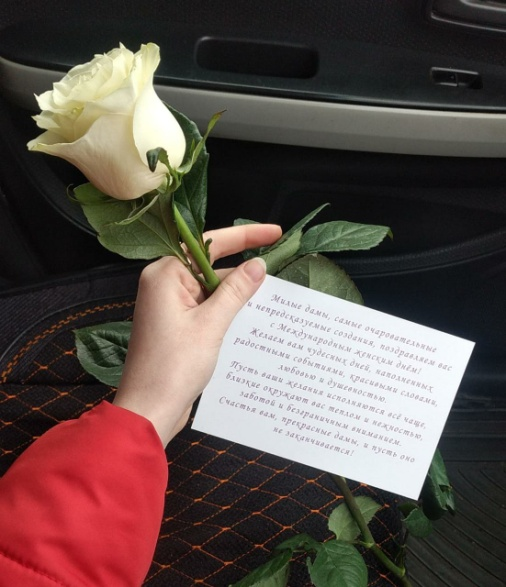 Милые дамы, самые очаровательные
и непредсказуемые создания, поздравляем вас
с Международным женским днём!
Желаем вам чудесных дней, наполненных
радостными событиями, красивыми словами,
любовью и душевностью.
Пусть ваши желания исполняются всё чаще,
близкие окружают вас теплом и нежностью,
заботой и безграничным вниманием.
Счастья вам, прекрасные дамы, и пусть оно
не заканчивается!